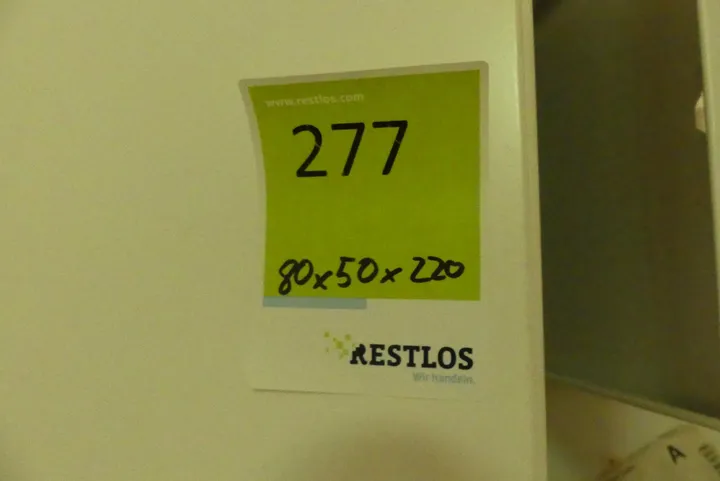 www.restlos.com
277
80x50x220
RESTLOS
Wir handeln.
A